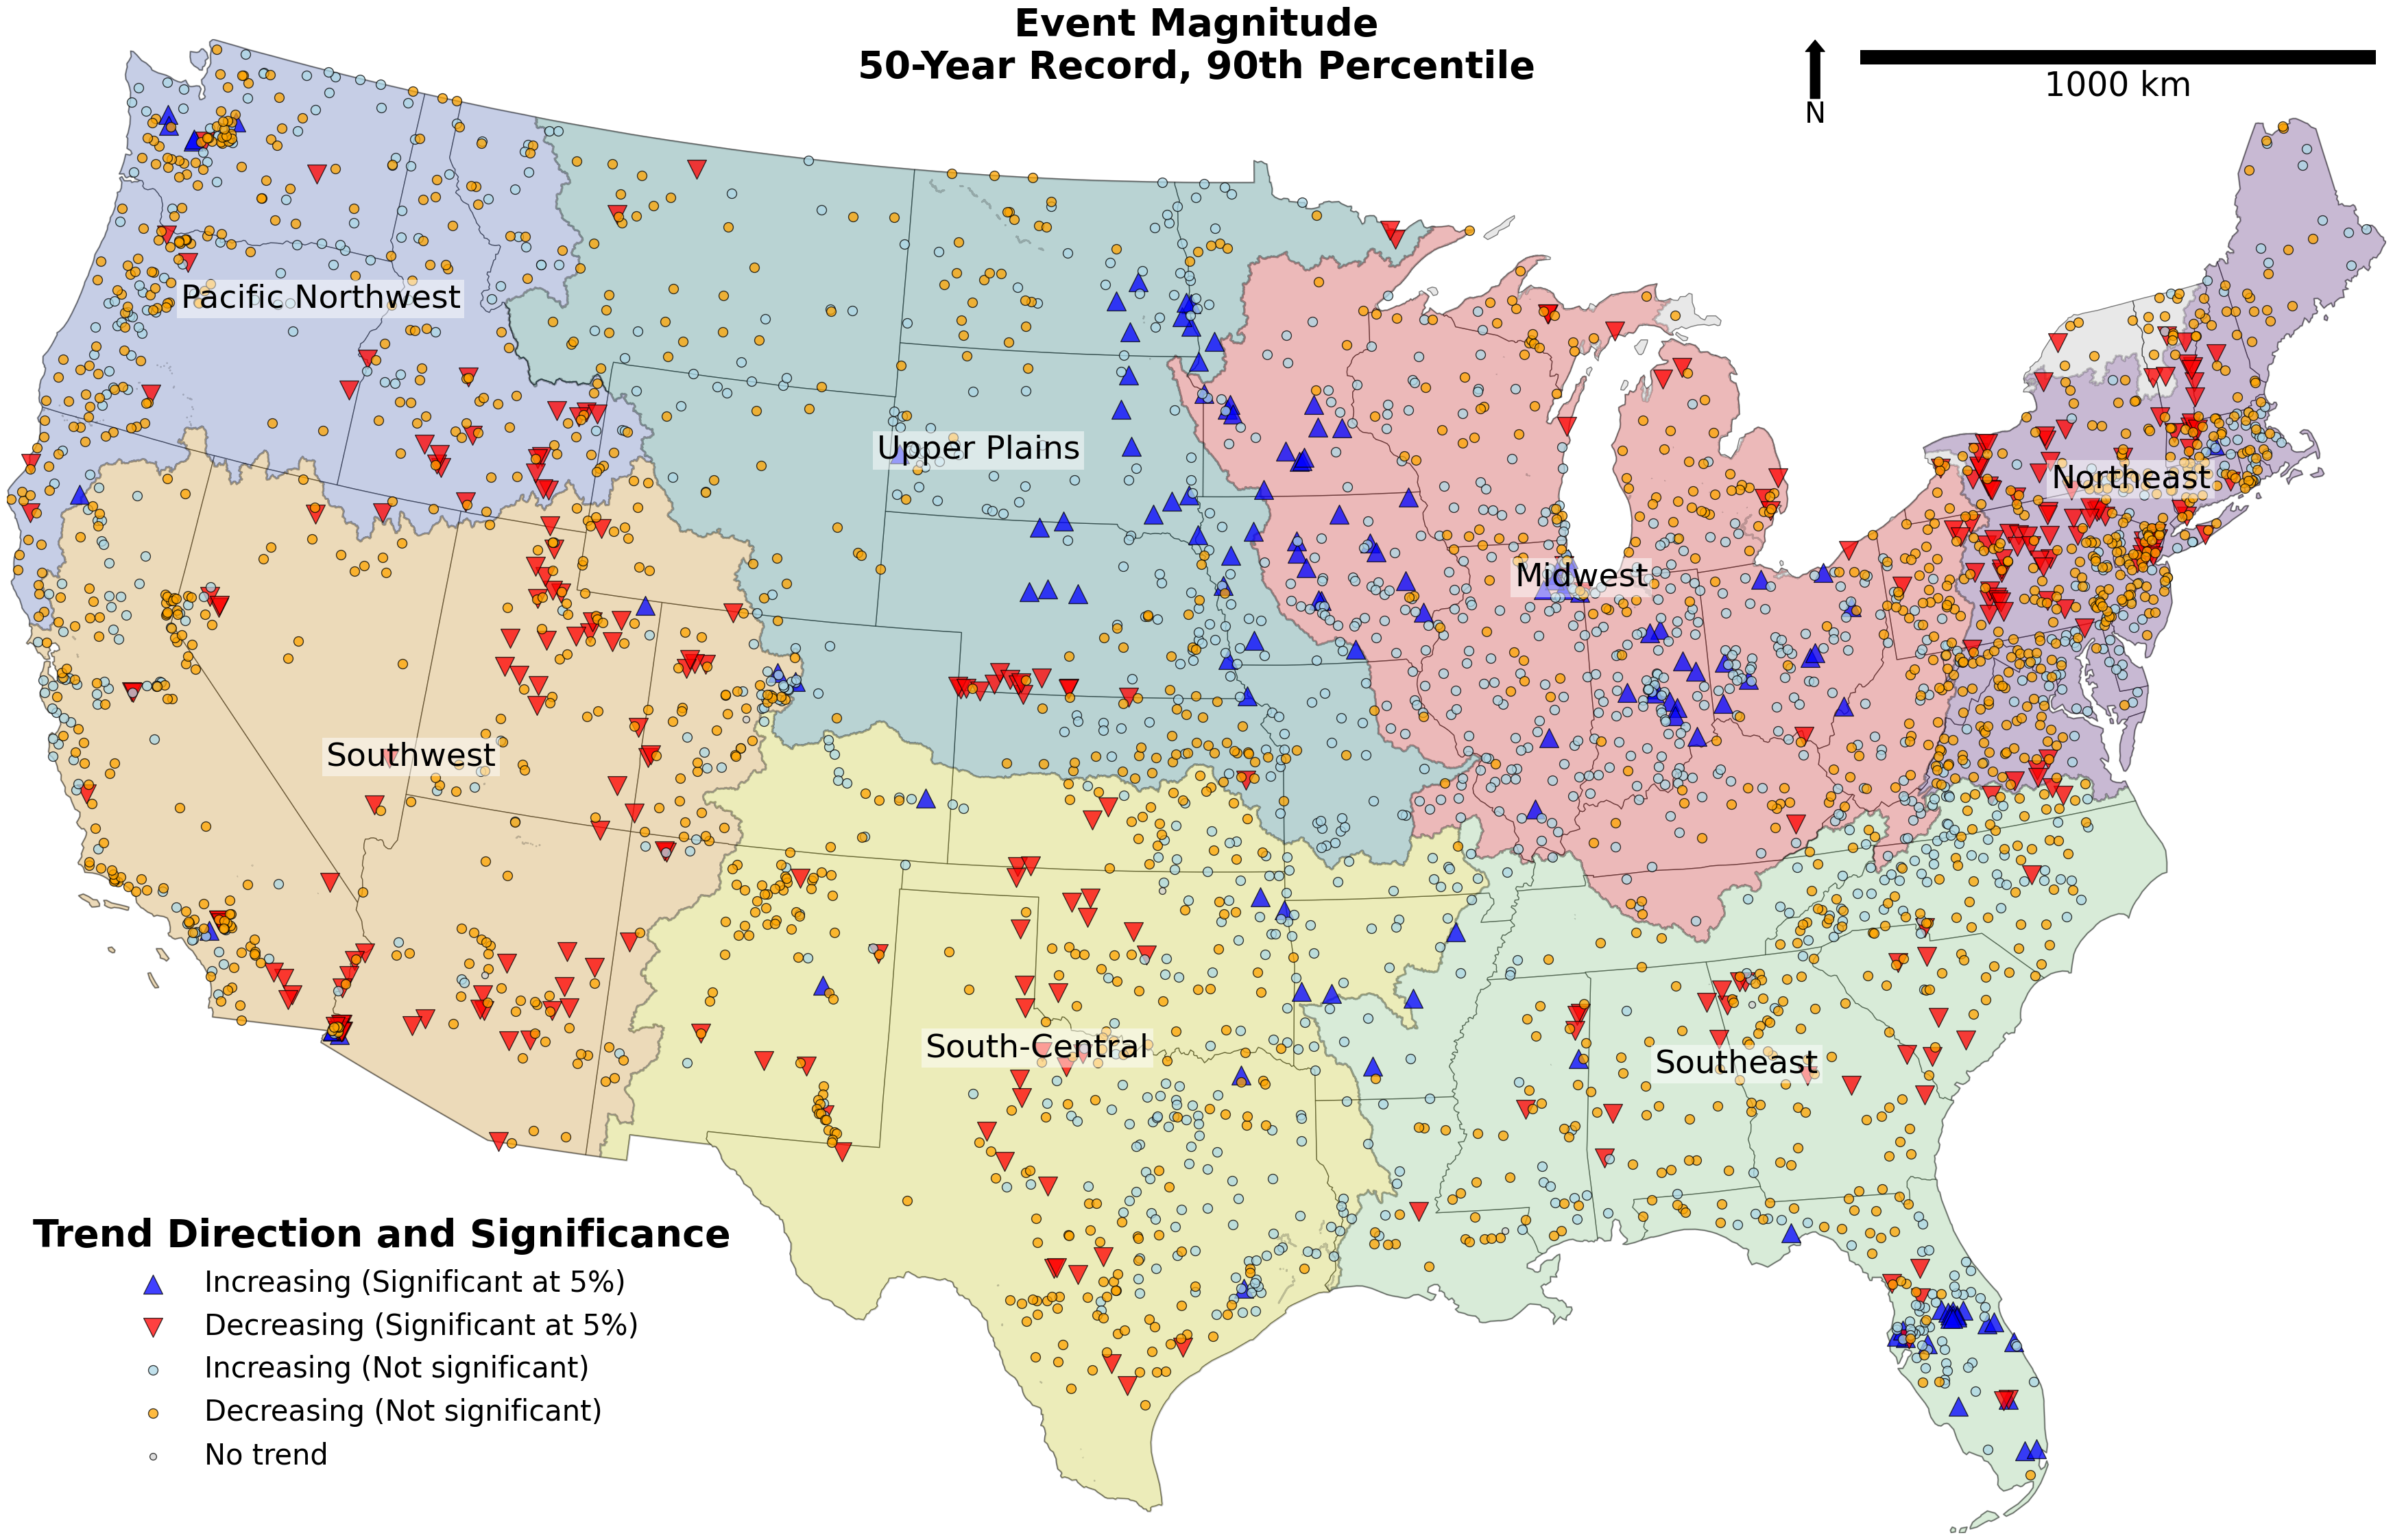 Event Magnitude
50-Year Record, 90th Percentile
1000 km
N
Pacific Northwest
Upper Plains
Northeast
Midwest
Southwest
South-Central
Southeast
Trend Direction and Significance
Increasing (Significant at 5%)
Decreasing (Significant at 5%)
Increasing (Not significant)
Decreasing (Not significant)
No trend